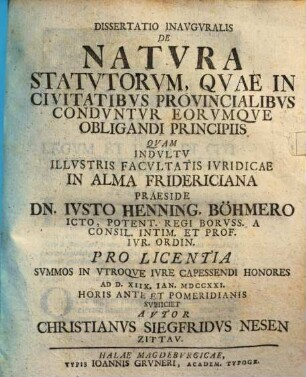 DISSERTATIO INAVGVRALIS
DE
NATVRA
STATVTORVM, QVAE IN
CIVITATIBVS PROVINCIALIBVS
CONDVNTVR EORVMQVE
OBLIGANDI PRINCIPIIS,
QVAM
INDVLTV
ILLVSTRIS FACVLTATIS IVRIDICAE
IN ALMA FRIDERICIANA
PRAESIDE
DN. IVSTO HENNING. BÖHMERO
ICTO, POTENT. REGI BORVSS. A
CONSIL. INTIM. ET PROF.
IVR. ORDIN.
PRO LICENTIA
SVMMOS IN VTROQVE IVRE CAPESSENDI HONORES
AD D. XIIX. IAN. MDCCXXI.
HORIS ANTE ET POMERIDIANIS
SVBIICIET
AVTOR
CHRISTIANVS SIEGFRIDVS NESEN
ZITTAV.
HALAE MAGDEBVRGICAE,
TYPIS IOANNIS GRVNERI, ACADEM. TYPOGR.